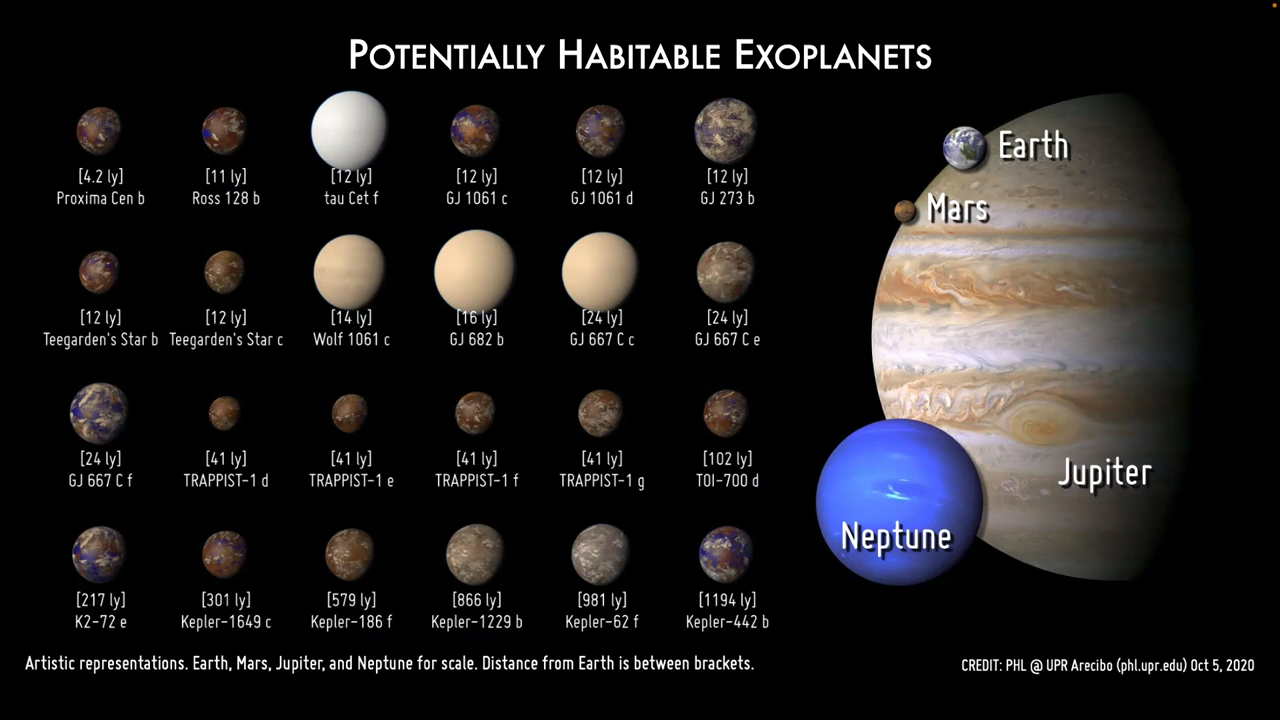 POTENTIALLY HABITABLE EXOPLANETS
[4.2 ly] [11 ly] [12 ly] [12 ly] [12 ly] [12 ly]
Proxima Cen b Ross 128 b tau Cet f GJ 1061 c GJ 1061 d GJ 273 b
Earth
Mars
[12 ly] [12 ly] [14 ly] [16 ly] [24 ly] [24 ly]
Teegarden's Star b Teegarden's Star c Wolf 1061 c GJ 682 b GJ 667 C c GJ 667 C e
[24 ly] [41 ly] [41 ly] [41 ly] [41 ly] [102 ly]
GJ 667 C f TRAPPIST-1 d TRAPPIST-1 e TRAPPIST-1 f TRAPPIST-1 g TOI-700 d
Jupiter
Neptune
[217 ly] [301 ly] [579 ly] [866 ly] [981 ly] [1194 ly]
K2-72 e Kepler-1649 c Kepler-186 f Kepler-1229 b Kepler-62 f Kepler-442 b
Artistic representations. Earth, Mars, Jupiter, and Neptune for scale. Distance from Earth is between brackets.
CREDIT: PHL @ UPR Arecibo (phl.upr.edu) Oct 5, 2020